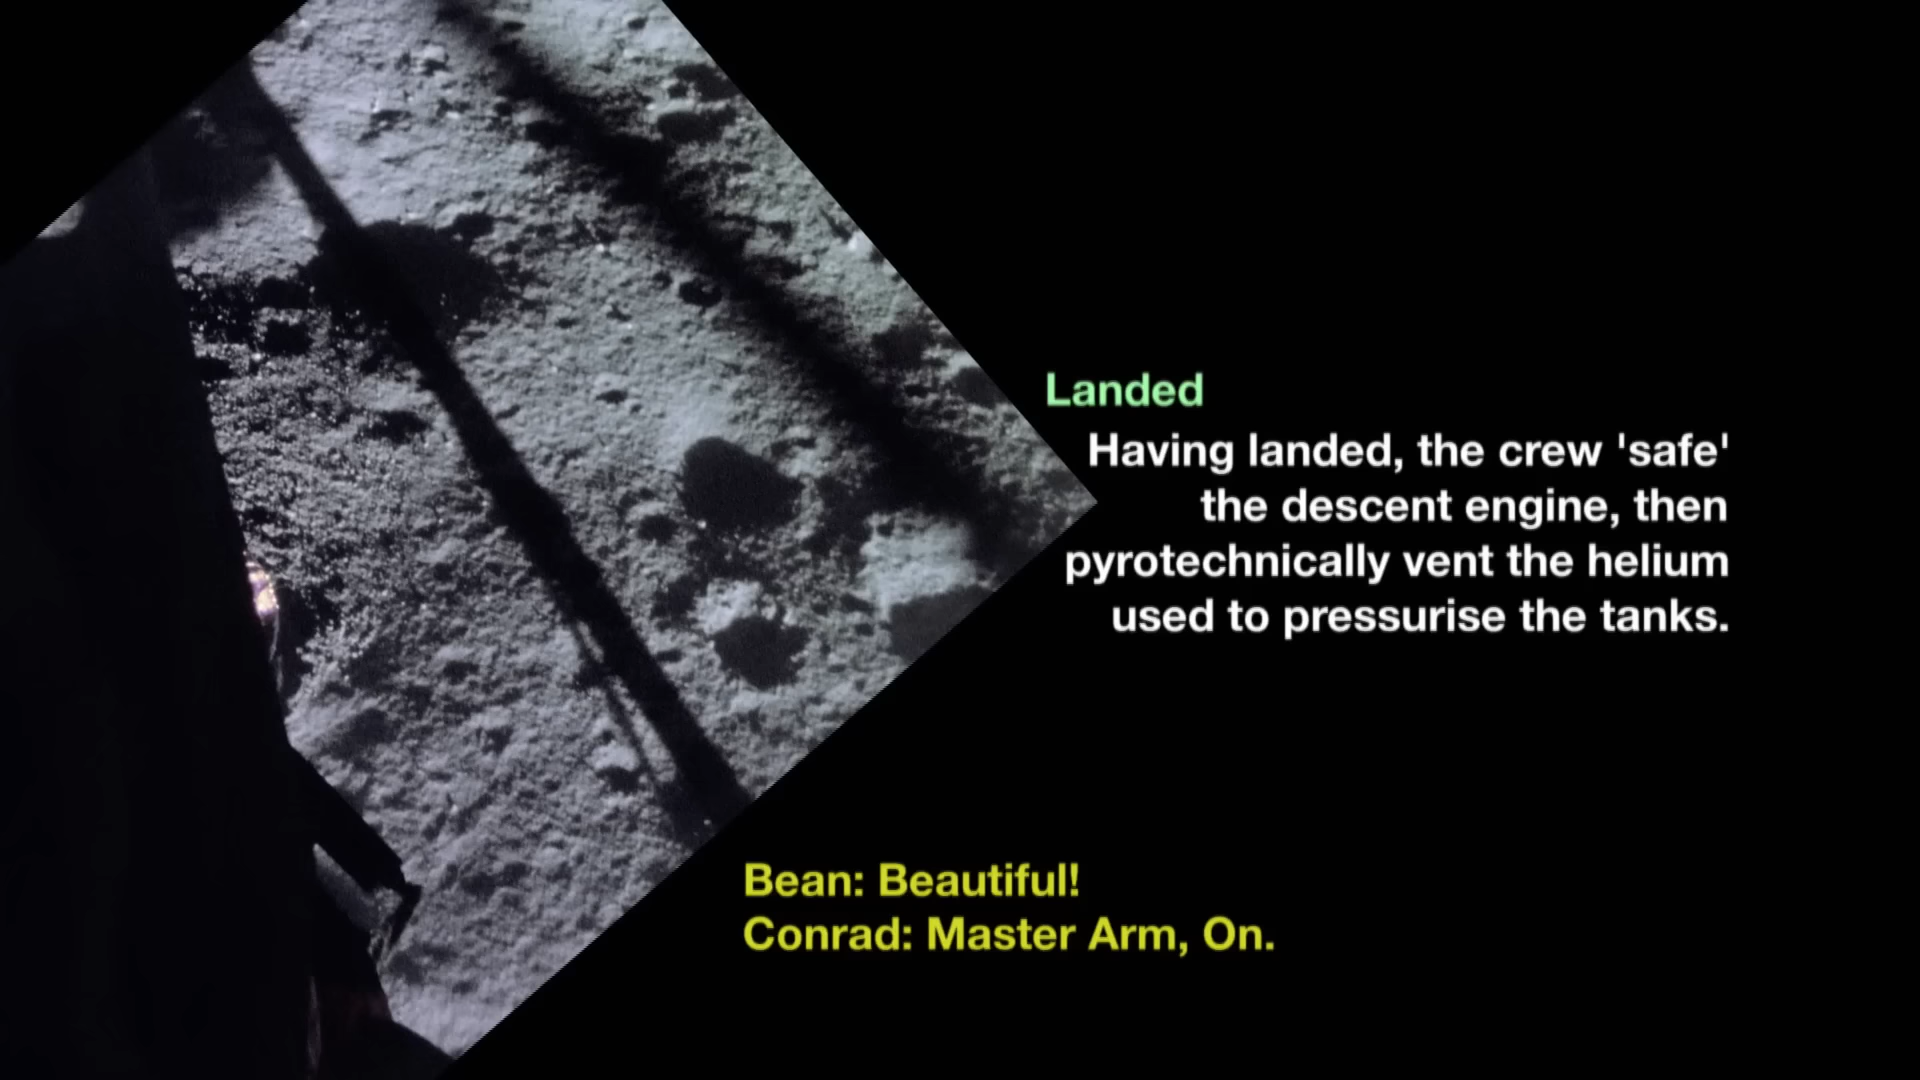 Landed
Having landed, the crew 'safe'
the descent engine, then
pyrotechnically vent the helium
used to pressurise the tanks.
Bean: Beautiful!
Conrad: Master Arm, On.